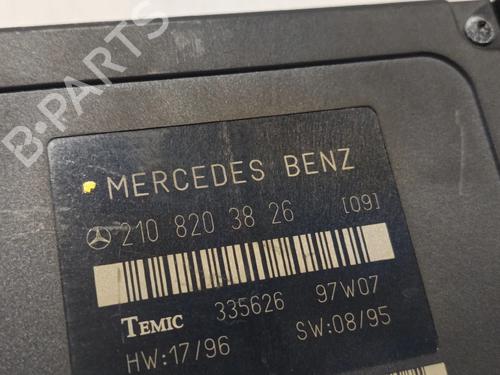 B-PARTS
MERCEDES BENZ
210 820 38 26 [09]
TEMIC 335626 97W07
HW:17/96 SW:08/95